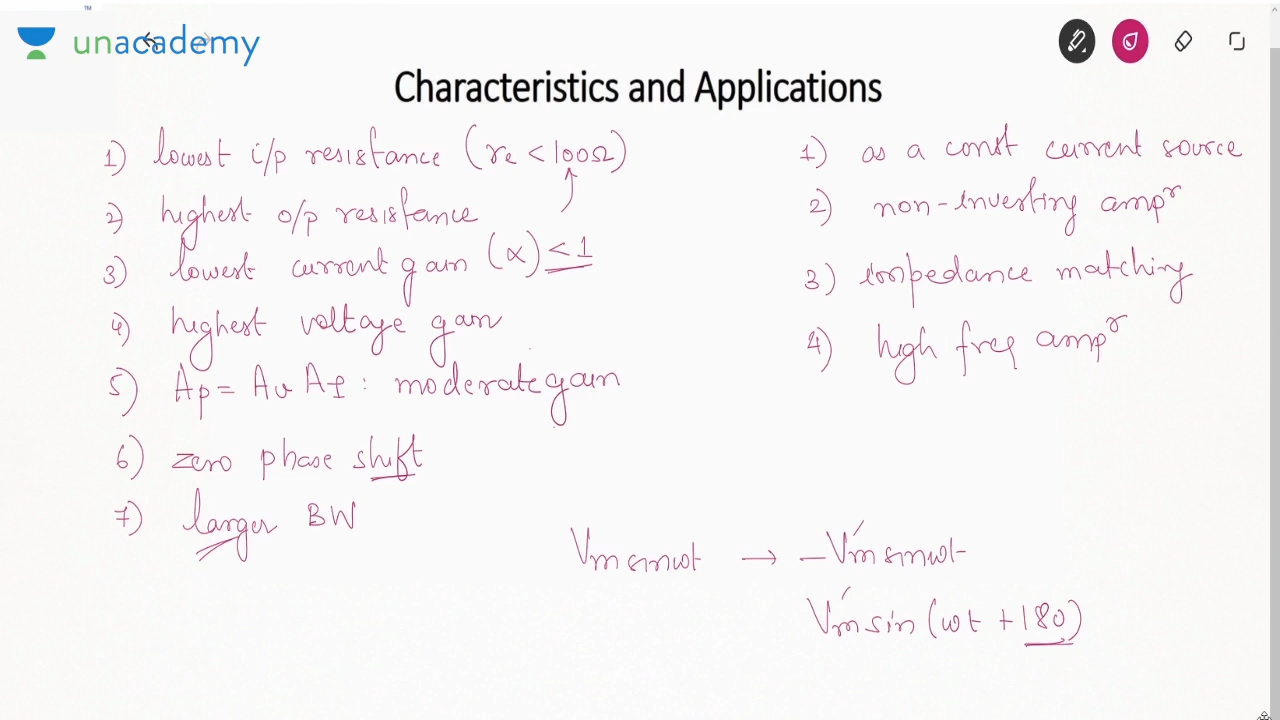 TM
unacademy
Characteristics and Applications
1) lowest i/p resistance (re < 100Ω)
2) highest o/p resistance
3) lowest current gain (α) < 1
4) highest voltage gain
5) Ap = Av AI : moderate gain
6) zero phase shift
7) larger BW
1) as a const current source
2) non-inverting ampr
3) impedance matching
4) high freq ampr
Vm sinωt → -V'm sinωt
V'm sin(ωt + 180)